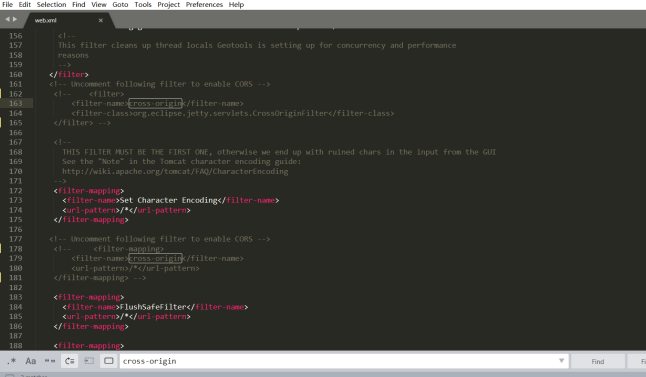 File Edit Selection Find View Goto Tools Project Preferences Help
web.xml ×
156 <!--
157 This filter cleans up thread locals Geotools is setting up for concurrency and performance
158 reasons
159 -->
160 </filter>
161 <!-- Uncomment following filter to enable CORS -->
162 <!-- <filter>
163 <filter-name>cross-origin</filter-name>
164 <filter-class>org.eclipse.jetty.servlets.CrossOriginFilter</filter-class>
165 </filter> -->
166
167 <!--
168 THIS FILTER MUST BE THE FIRST ONE, otherwise we end up with ruined chars in the input from the GUI
169 See the "Note" in the Tomcat character encoding guide:
170 http://wiki.apache.org/tomcat/FAQ/CharacterEncoding
171 -->
172 <filter-mapping>
173 <filter-name>Set Character Encoding</filter-name>
174 <url-pattern>/*</url-pattern>
175 </filter-mapping>
176
177 <!-- Uncomment following filter to enable CORS -->
178 <!-- <filter-mapping>
179 <filter-name>cross-origin</filter-name>
180 <url-pattern>/*</url-pattern>
181 </filter-mapping> -->
182
183 <filter-mapping>
184 <filter-name>FlushSafeFilter</filter-name>
185 <url-pattern>/*</url-pattern>
186 </filter-mapping>
187
188 <filter-mapping>
.* Aa "" cross-origin Find